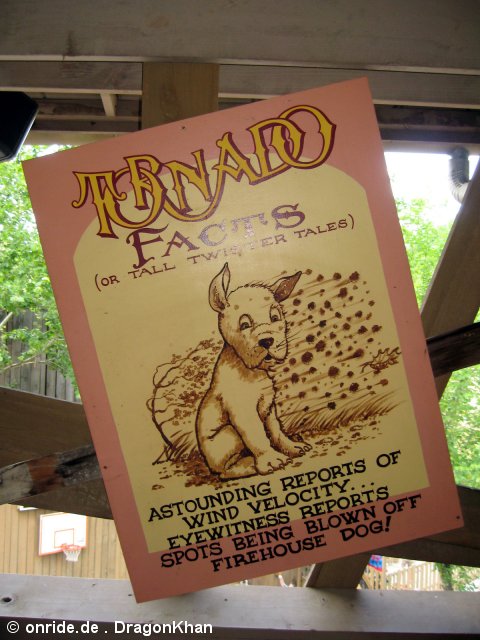 TORNADO
FACTS
(OR TALL TWISTER TALES)
ASTOUNDING REPORTS OF
WIND VELOCITY...
EYEWITNESS REPORTS
SPOTS BEING BLOWN OFF
FIREHOUSE DOG!
© onride.de . DragonKhan